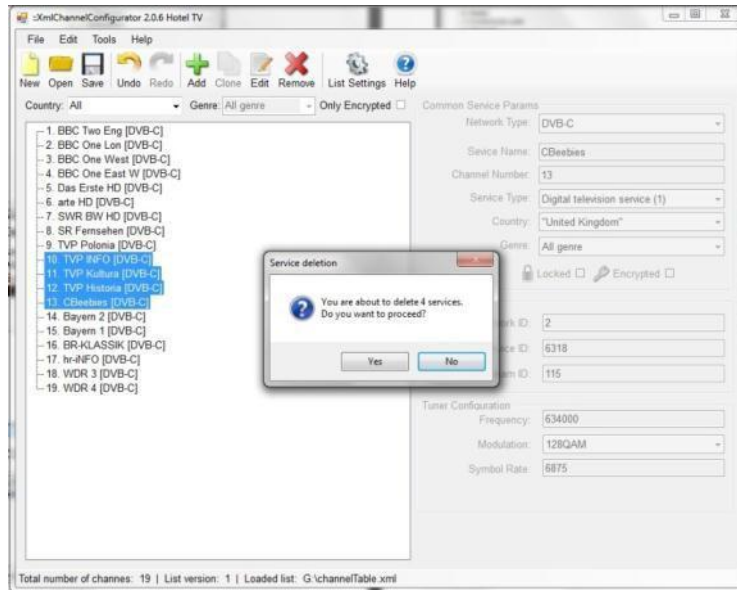 :XmlChannelConfigurator 2.0.6 Hotel TV
File Edit Tools Help
New Open Save Undo Redo Add Clone Edit Remove List Settings Help
Country: All Genre: All genre Only Encrypted
1. BBC Two Eng [DVB-C]
2. BBC One Lon [DVB-C]
3. BBC One West [DVB-C]
4. BBC One East W [DVB-C]
5. Das Erste HD [DVB-C]
6. arte HD [DVB-C]
7. SWR BW HD [DVB-C]
8. SR Fernsehen [DVB-C]
9. TVP Polonia [DVB-C]
10. TVP INFO [DVB-C]
11. TVP Kultura [DVB-C]
12. TVP Historia [DVB-C]
13. CBeebies [DVB-C]
14. Bayern 2 [DVB-C]
15. Bayern 1 [DVB-C]
16. BR-KLASSIK [DVB-C]
17. hr-iNFO [DVB-C]
18. WDR 3 [DVB-C]
19. WDR 4 [DVB-C]
Service deletion
You are about to delete 4 services.
Do you want to proceed?
Yes No
Common Service Params
Network Type: DVB-C
Sevice Name: CBeebies
Channel Number: 13
Service Type: Digital television service (1)
Country: "United Kingdom"
Genre: All genre
Locked Encrypted
ork ID: 2
ice ID: 6318
am ID: 115
Tuner Configuration
Frequency: 634000
Modulation: 128QAM
Symbol Rate: 6875
Total number of channes: 19 | List version: 1 | Loaded list: G:\channelTable.xml